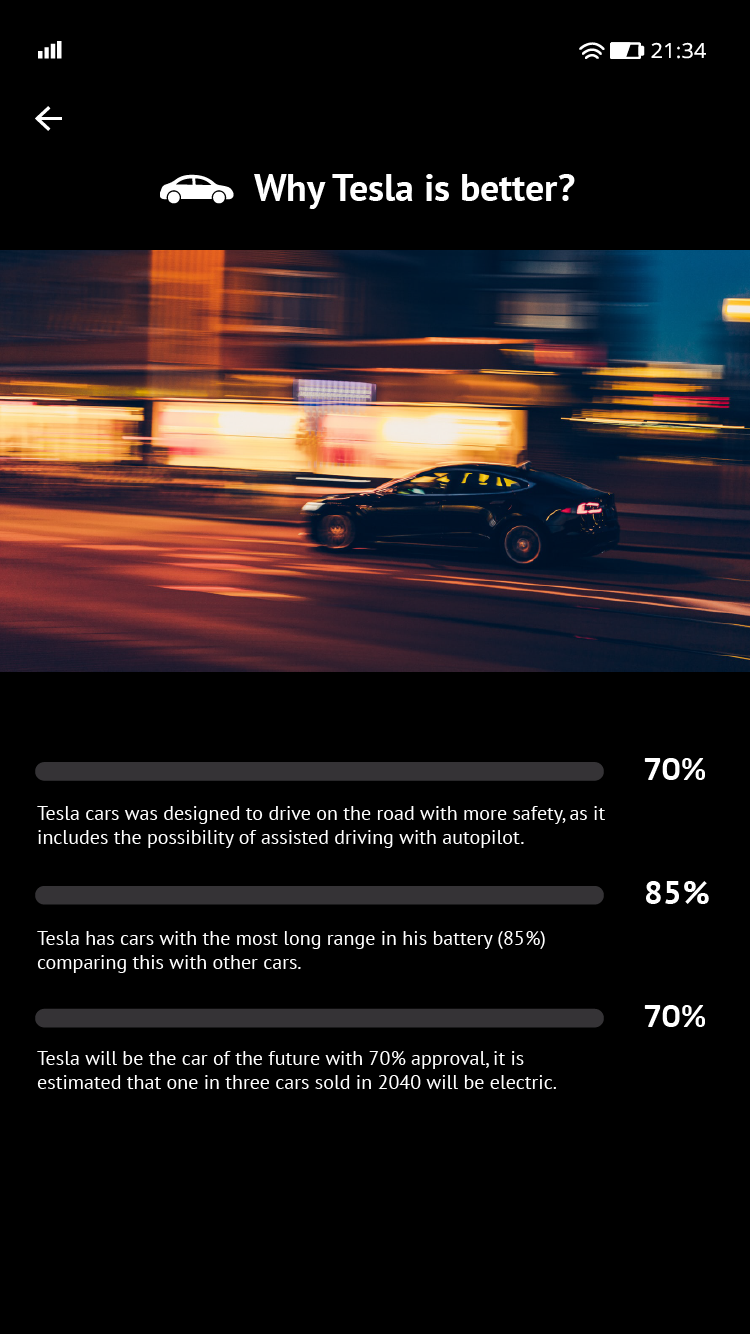 21:34
Why Tesla is better?
70%
Tesla cars was designed to drive on the road with more safety, as it
includes the possibility of assisted driving with autopilot.
85%
Tesla has cars with the most long range in his battery (85%)
comparing this with other cars.
70%
Tesla will be the car of the future with 70% approval, it is
estimated that one in three cars sold in 2040 will be electric.